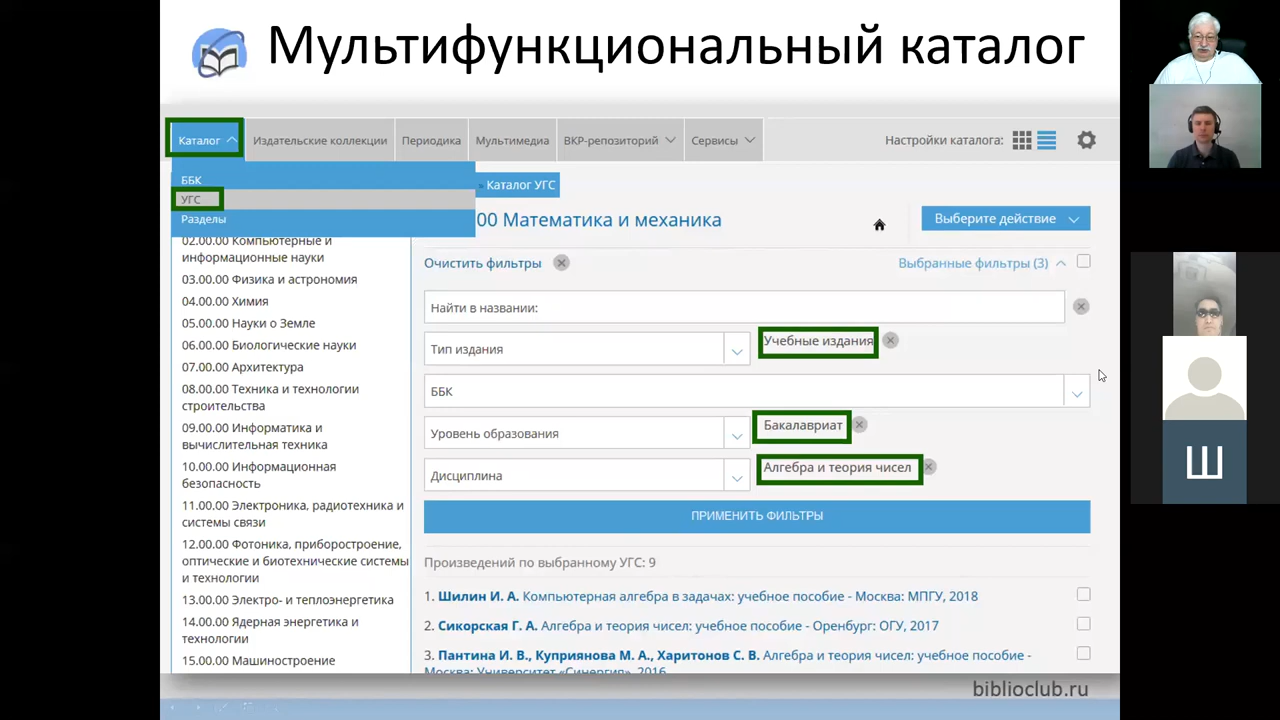 Мультифункциональный каталог
Каталог
Издательские коллекции
Периодика
Мультимедиа
ВКР-репозиторий
Сервисы
Настройки каталога:
ББК
УГС
Разделы
Каталог УГС
00 Математика и механика
Выберите действие
02.00.00 Компьютерные и
информационные науки
03.00.00 Физика и астрономия
04.00.00 Химия
05.00.00 Науки о Земле
06.00.00 Биологические науки
07.00.00 Архитектура
08.00.00 Техника и технологии
строительства
09.00.00 Информатика и
вычислительная техника
10.00.00 Информационная
безопасность
11.00.00 Электроника, радиотехника и
системы связи
12.00.00 Фотоника, приборостроение,
оптические и биотехнические системы
и технологии
13.00.00 Электро- и теплоэнергетика
14.00.00 Ядерная энергетика и
технологии
15.00.00 Машиностроение
Очистить фильтры
Выбранные фильтры (3)
Найти в названии:
Тип издания
Учебные издания
ББК
Уровень образования
Бакалавриат
Дисциплина
Алгебра и теория чисел
ПРИМЕНИТЬ ФИЛЬТРЫ
Произведений по выбранному УГС: 9
1. Шилин И. А. Компьютерная алгебра в задачах: учебное пособие - Москва: МПГУ, 2018
2. Сикорская Г. А. Алгебра и теория чисел: учебное пособие - Оренбург: ОГУ, 2017
3. Пантина И. В., Куприянова М. А., Харитонов С. В. Алгебра и теория чисел: учебное пособие -
Москва: Университет «Синергия», 2016
biblioclub.ru
Ш